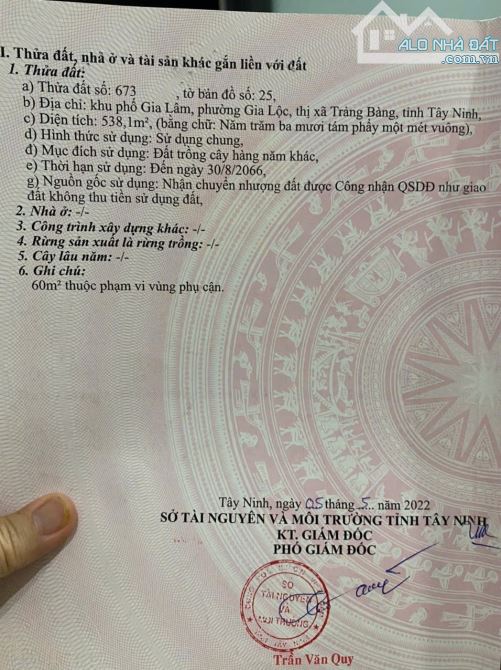 ALO NHÀ ĐẤT
.com.vn
I. Thửa đất, nhà ở và tài sản khác gắn liền với đất
1. Thửa đất:
a) Thửa đất số: 673 , tờ bản đồ số: 25,
b) Địa chỉ: khu phố Gia Lâm, phường Gia Lộc, thị xã Trảng Bàng, tỉnh Tây Ninh,
c) Diện tích: 538,1m², (bằng chữ: Năm trăm ba mươi tám phẩy một mét vuông),
d) Hình thức sử dụng: Sử dụng chung,
đ) Mục đích sử dụng: Đất trồng cây hàng năm khác,
e) Thời hạn sử dụng: Đến ngày 30/8/2066,
g) Nguồn gốc sử dụng: Nhận chuyển nhượng đất được Công nhận QSDĐ như giao
đất không thu tiền sử dụng đất,
2. Nhà ở: -/-
3. Công trình xây dựng khác: -/-
4. Rừng sản xuất là rừng trồng: -/-
5. Cây lâu năm: -/-
6. Ghi chú:
60m² thuộc phạm vi vùng phụ cận.
Tây Ninh, ngày 05 tháng .5.. năm 2022
SỞ TÀI NGUYÊN VÀ MÔI TRƯỜNG TỈNH TÂY NINH
KT. GIÁM ĐỐC
PHÓ GIÁM ĐỐC
SỞ
TÀI NGUYÊN
VÀ
MÔI TRƯỜNG
Trần Văn Quy